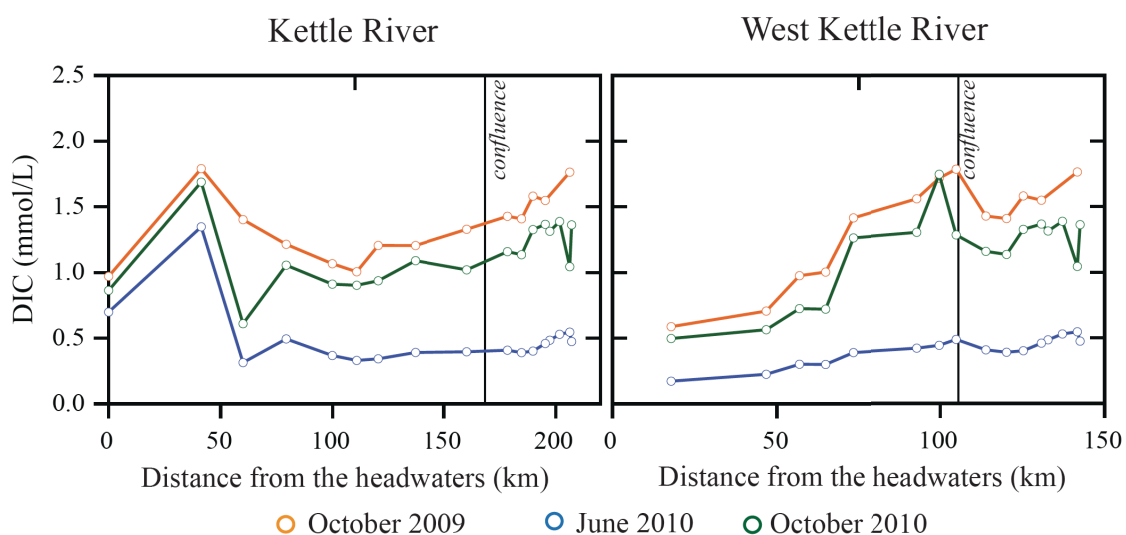 Kettle River
West Kettle River
DIC (mmol/L)
2.5
2.0
1.5
1.0
0.5
0.0
confluence
confluence
0
50
100
150
200
0
50
100
150
Distance from the headwaters (km)
Distance from the headwaters (km)
October 2009
June 2010
October 2010